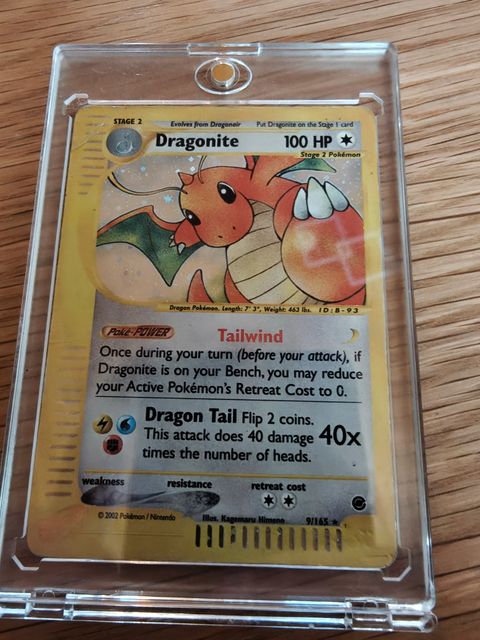 STAGE 2 Evolves from Dragonair Put Dragonite on the Stage 1 card
Dragonite 100 HP
Stage 2 Pokémon
Dragon Pokémon. Length: 7' 3", Weight: 463 lbs. ID:B-93
Poké-POWER Tailwind
Once during your turn (before your attack), if
Dragonite is on your Bench, you may reduce
your Active Pokémon's Retreat Cost to 0.
Dragon Tail Flip 2 coins.
This attack does 40 damage 40x
times the number of heads.
weakness resistance retreat cost
© 2002 Pokémon / Nintendo Illus. Kagemaru Himeno 9/165 ★